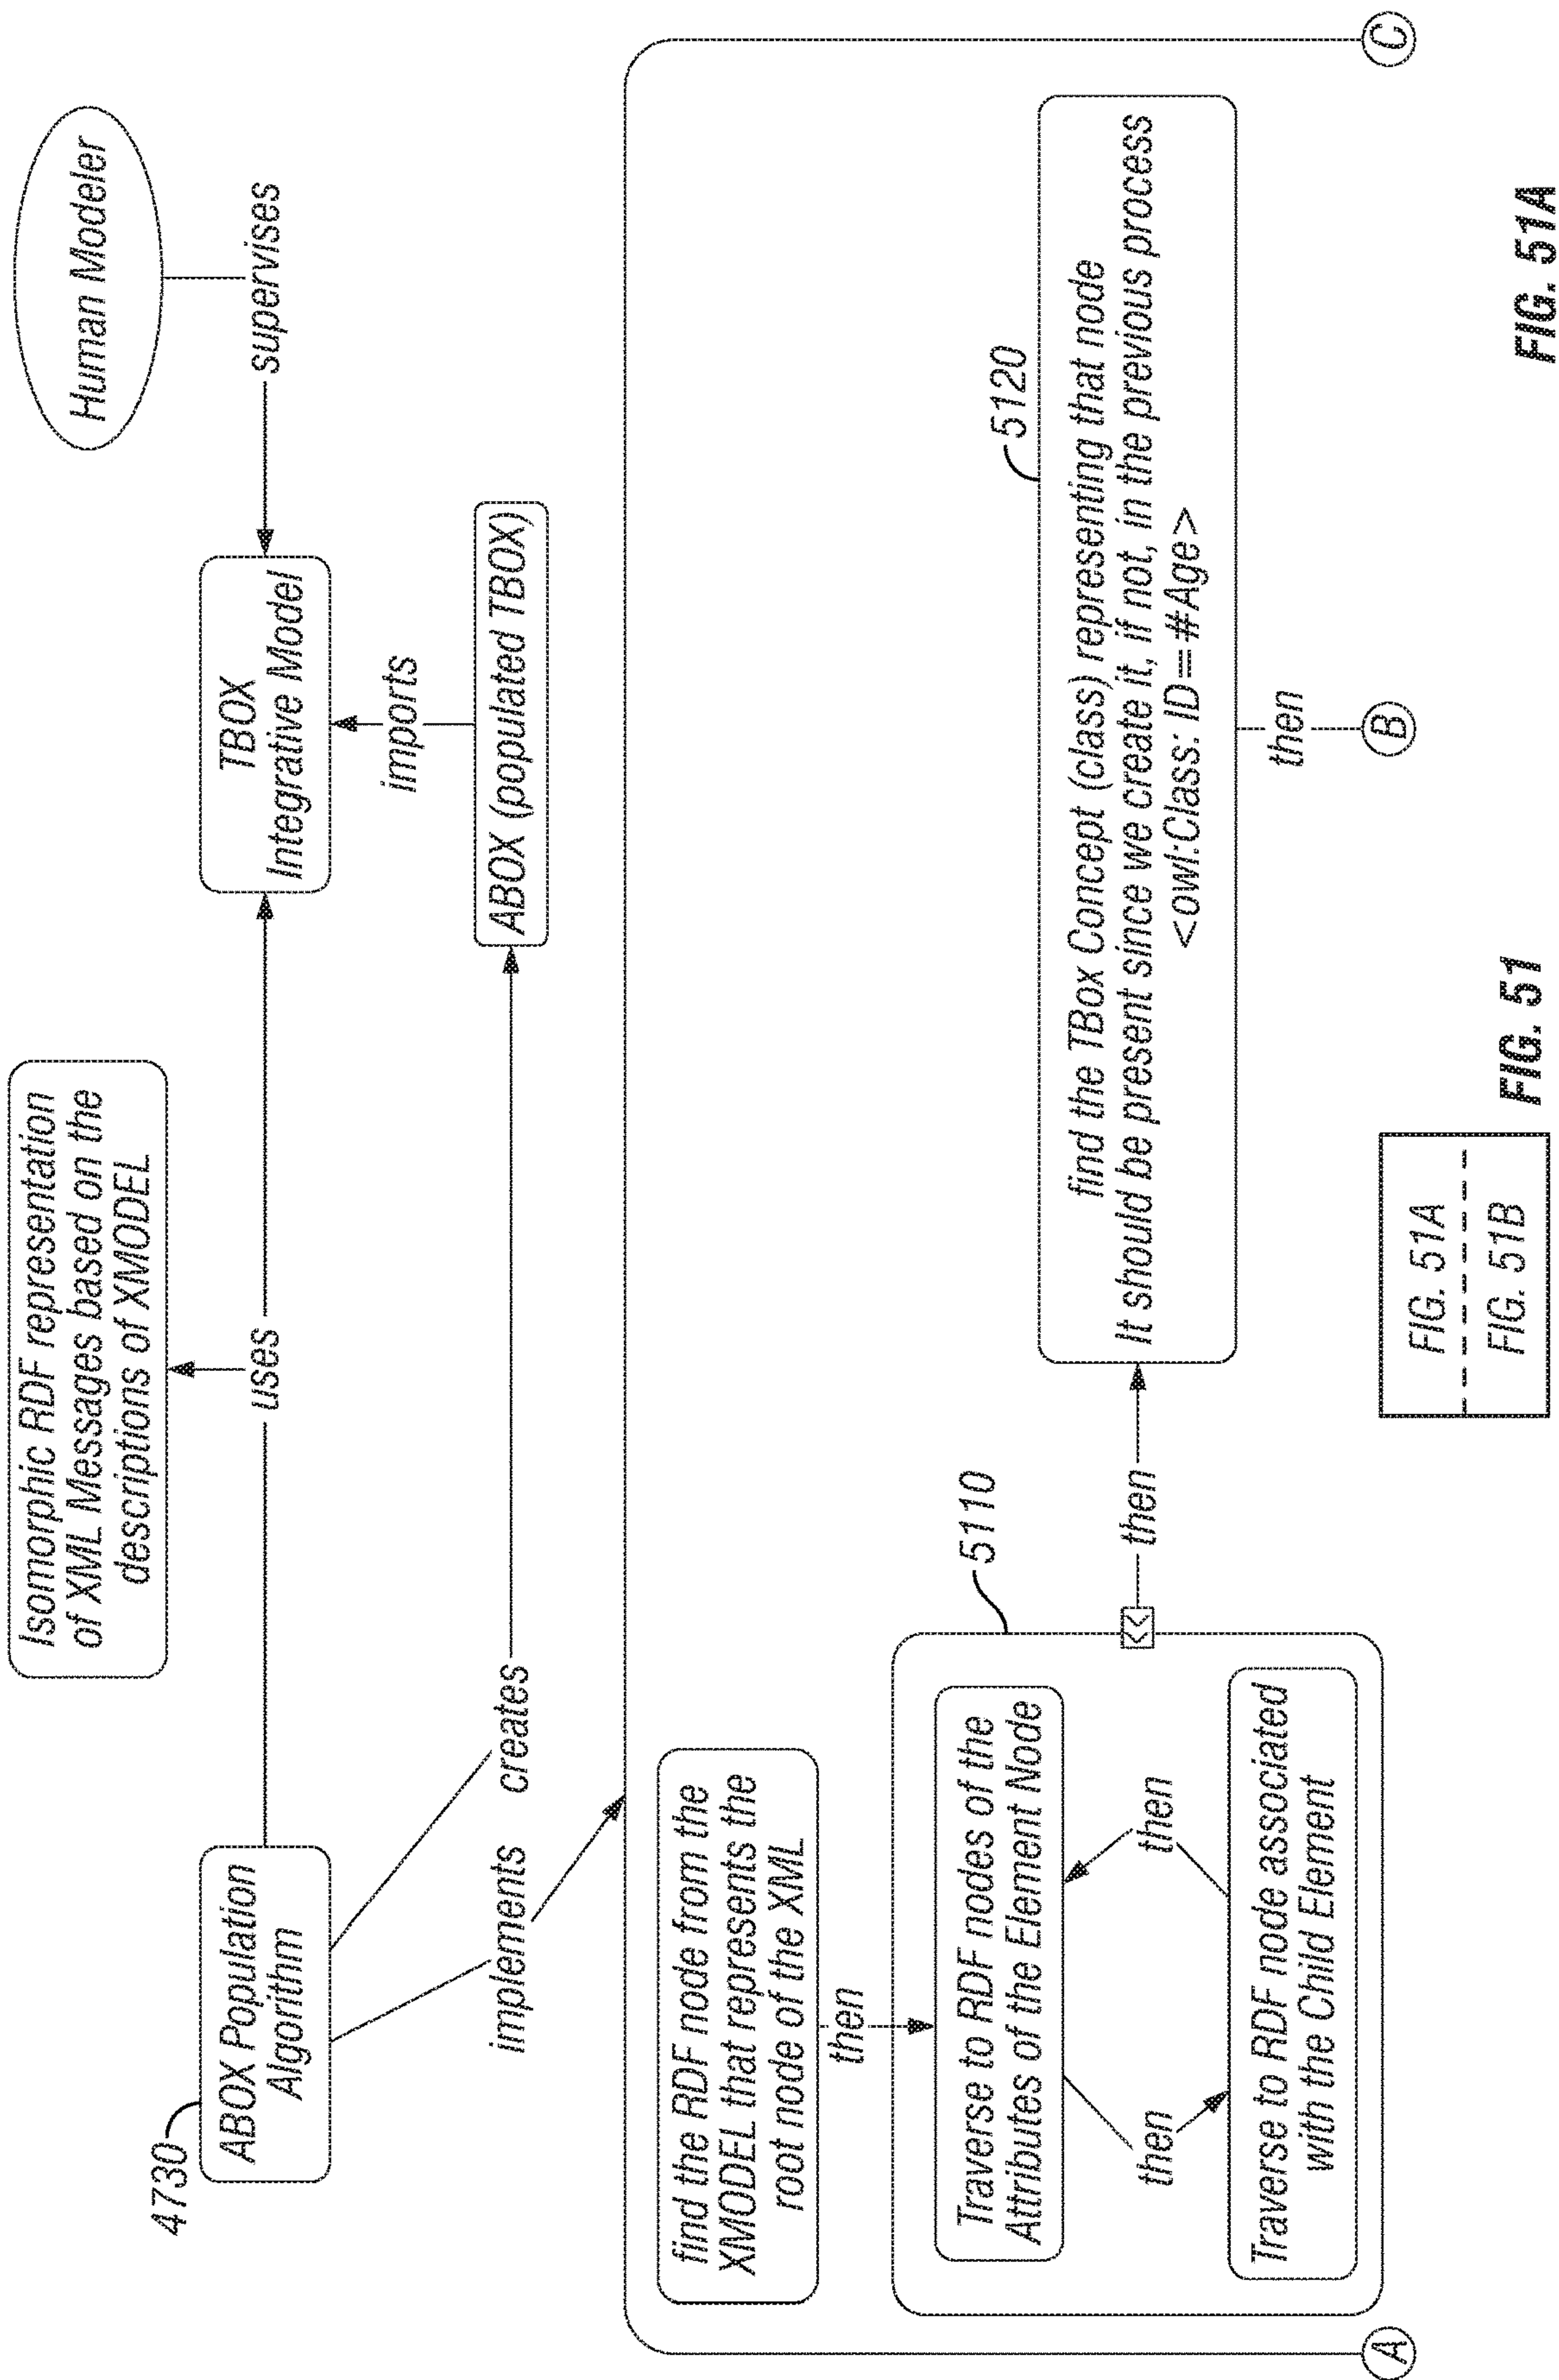 Isomorphic RDF representation
of XML Messages based on the
descriptions of XMODEL
Human Modeler
4730
ABOX Population
Algorithm
uses
TBOX
Integrative Model
supervises
imports
implements
creates
ABOX (populated TBOX)
find the RDF node from the
XMODEL that represents the
root node of the XML
then
5110
Traverse to RDF nodes of the
Attributes of the Element Node
then
then
Traverse to RDF node associated
with the Child Element
then
5120
find the TBox Concept (class) representing that node
It should be present since we create it, if not, in the previous process
<owl:Class: ID==#Age>
then
A
B
C
FIG. 51A
FIG. 51B
FIG. 51
FIG. 51A